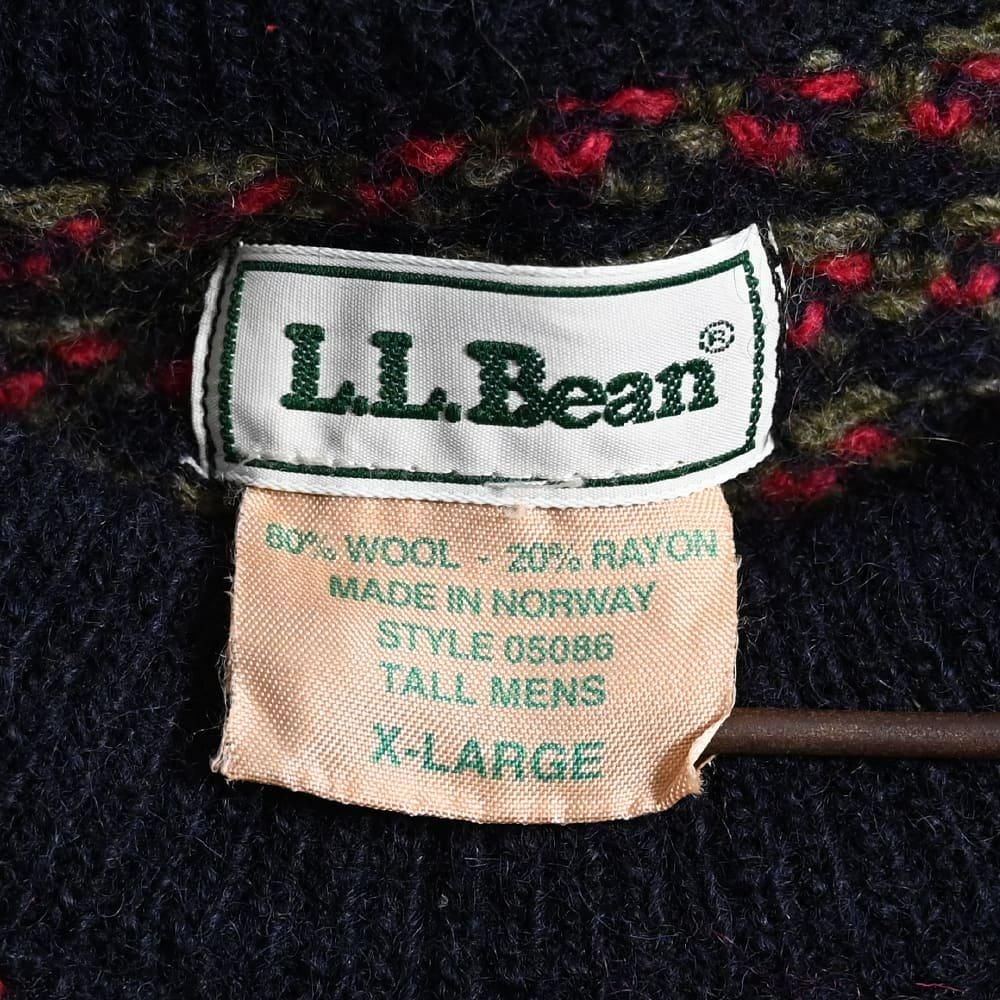 L.L.Bean®
80% WOOL - 20% RAYON
MADE IN NORWAY
STYLE 05086
TALL MENS
X-LARGE